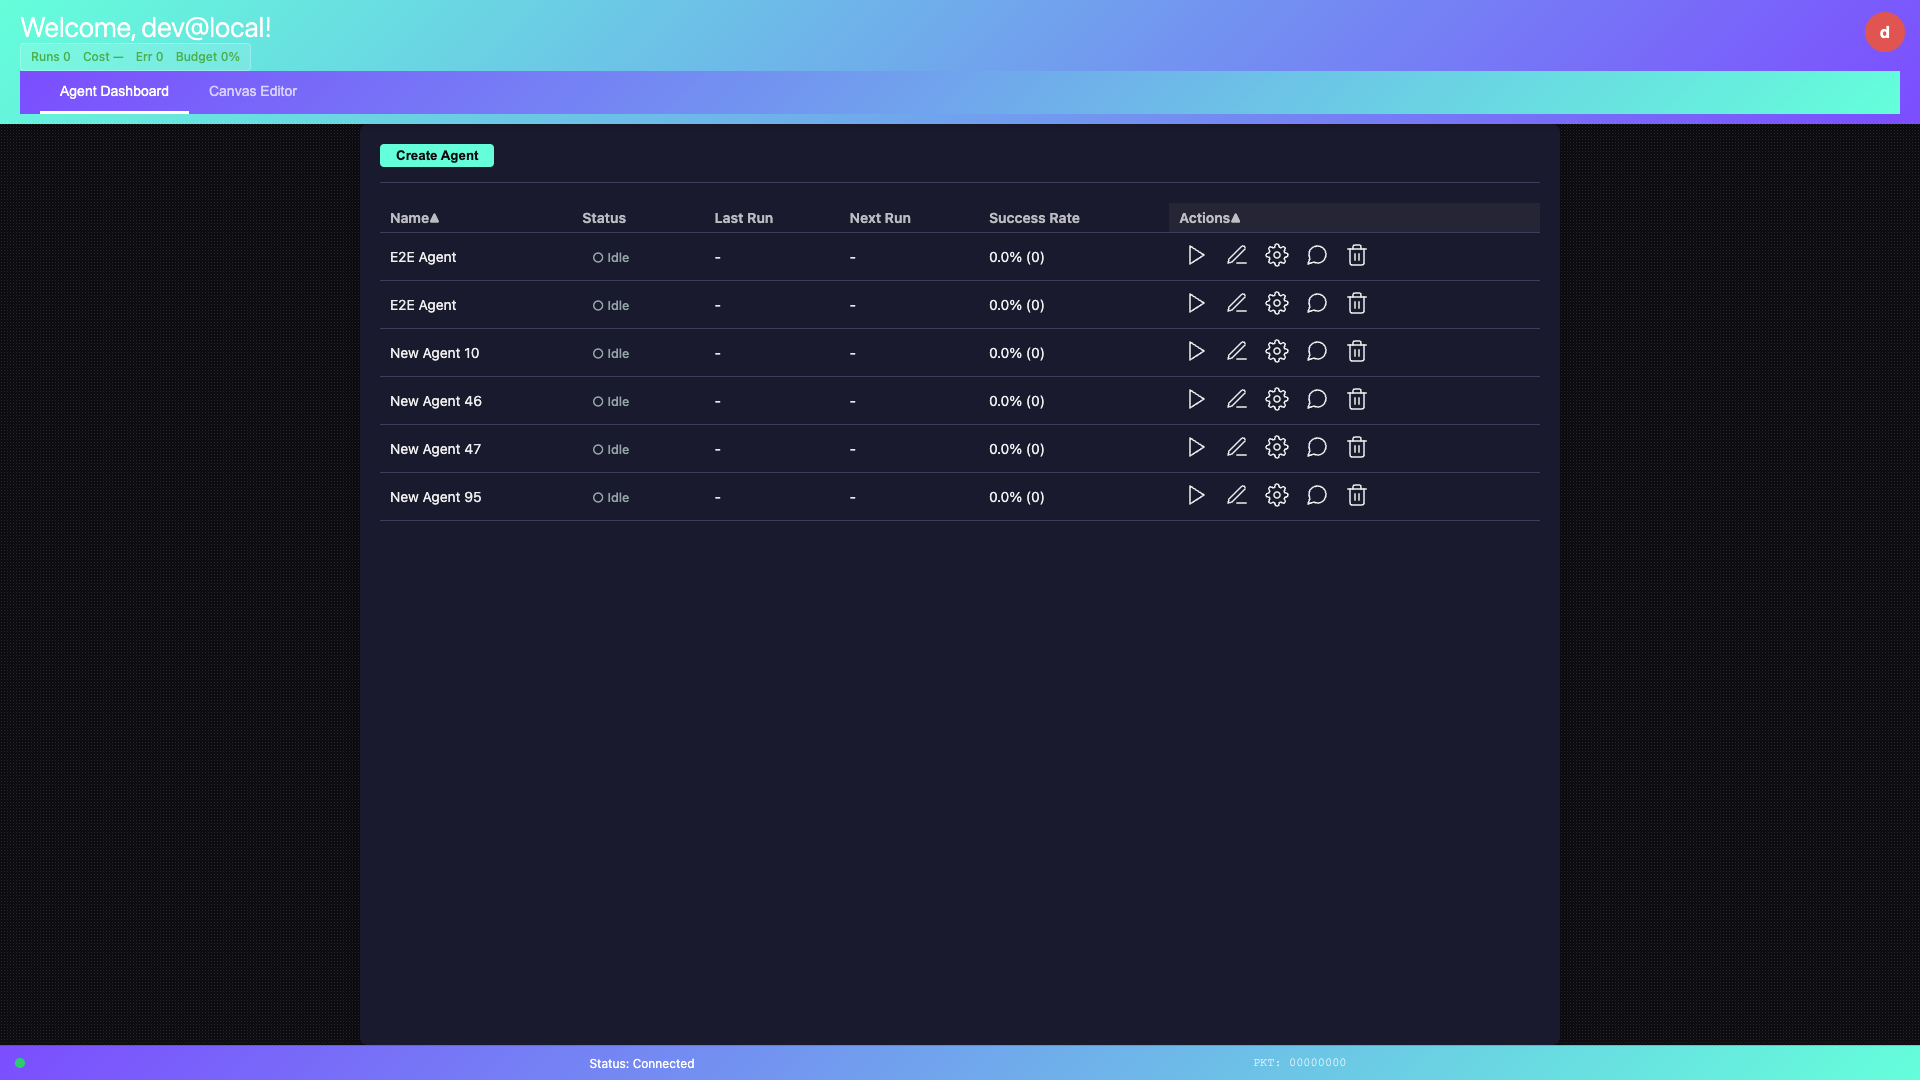 Welcome, dev@local!
d
Runs 0 Cost — Err 0 Budget 0%
Agent Dashboard Canvas Editor
Create Agent
Name▲ Status Last Run Next Run Success Rate Actions▲
E2E Agent ○ Idle - - 0.0% (0)
E2E Agent ○ Idle - - 0.0% (0)
New Agent 10 ○ Idle - - 0.0% (0)
New Agent 46 ○ Idle - - 0.0% (0)
New Agent 47 ○ Idle - - 0.0% (0)
New Agent 95 ○ Idle - - 0.0% (0)
Status: Connected PKT: 00000000